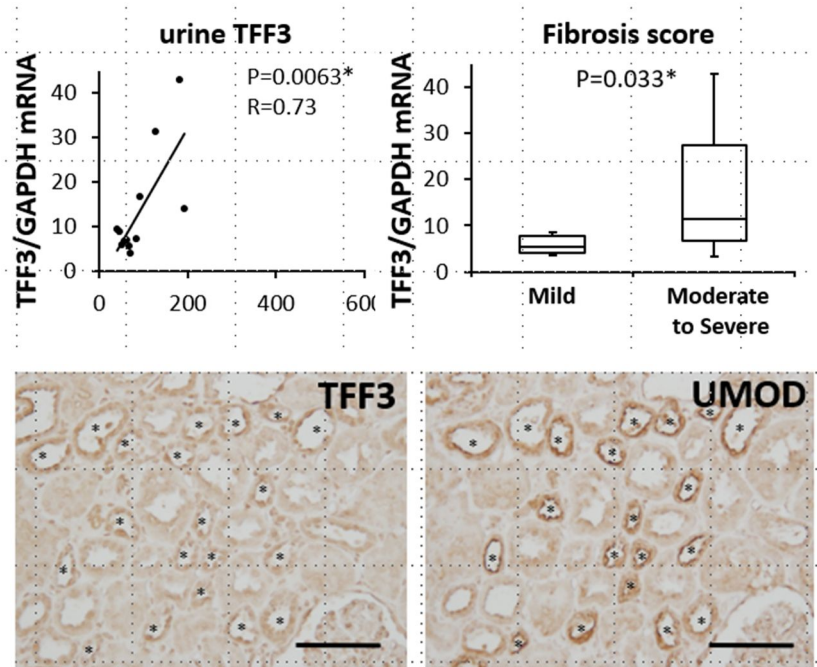 urine TFF3
TFF3/GAPDH mRNA
P=0.0063*
R=0.73
40
30
20
10
0
0 200 400 600
Fibrosis score
TFF3/GAPDH mRNA
P=0.033*
40
30
20
10
0
Mild
Moderate
to Severe
TFF3
UMOD